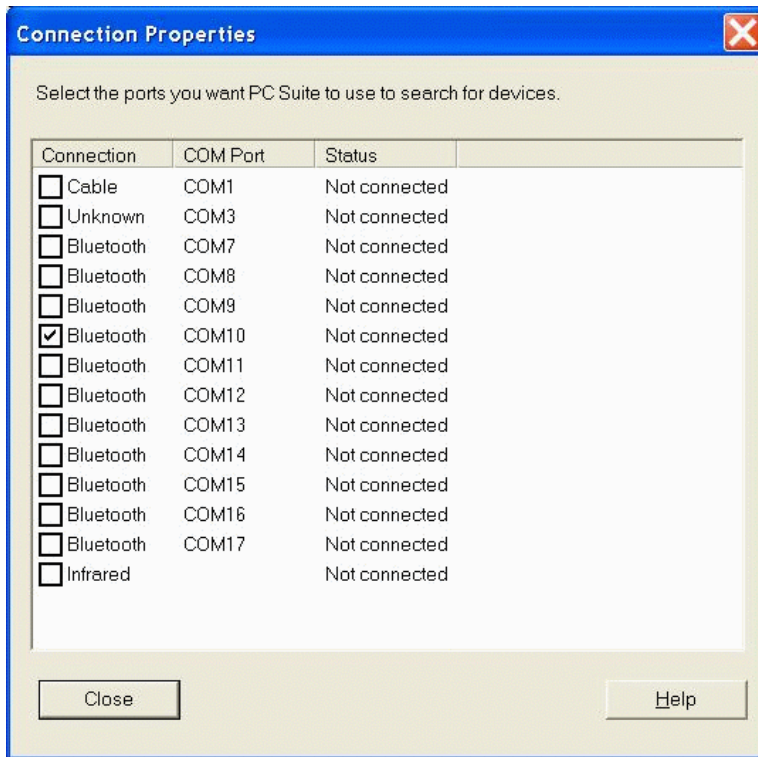 Connection Properties
Select the ports you want PC Suite to use to search for devices.
Connection COM Port Status
Cable COM1 Not connected
Unknown COM3 Not connected
Bluetooth COM7 Not connected
Bluetooth COM8 Not connected
Bluetooth COM9 Not connected
Bluetooth COM10 Not connected
Bluetooth COM11 Not connected
Bluetooth COM12 Not connected
Bluetooth COM13 Not connected
Bluetooth COM14 Not connected
Bluetooth COM15 Not connected
Bluetooth COM16 Not connected
Bluetooth COM17 Not connected
Infrared Not connected
Close Help